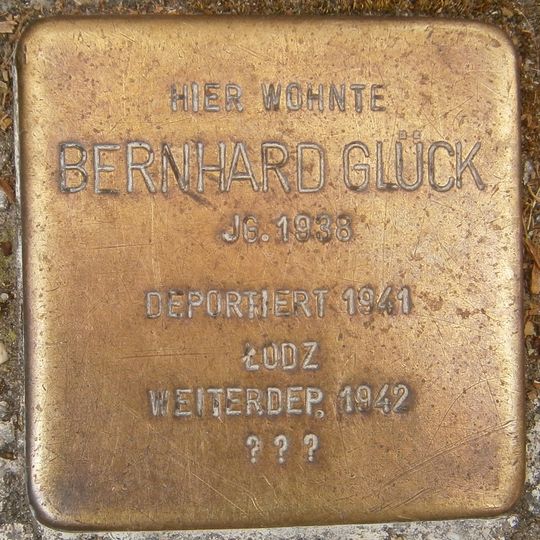 HIER WOHNTE
BERNHARD GLÜCK
JG. 1938
DEPORTIERT 1941
ŁODZ
WEITERDEP. 1942
? ? ?